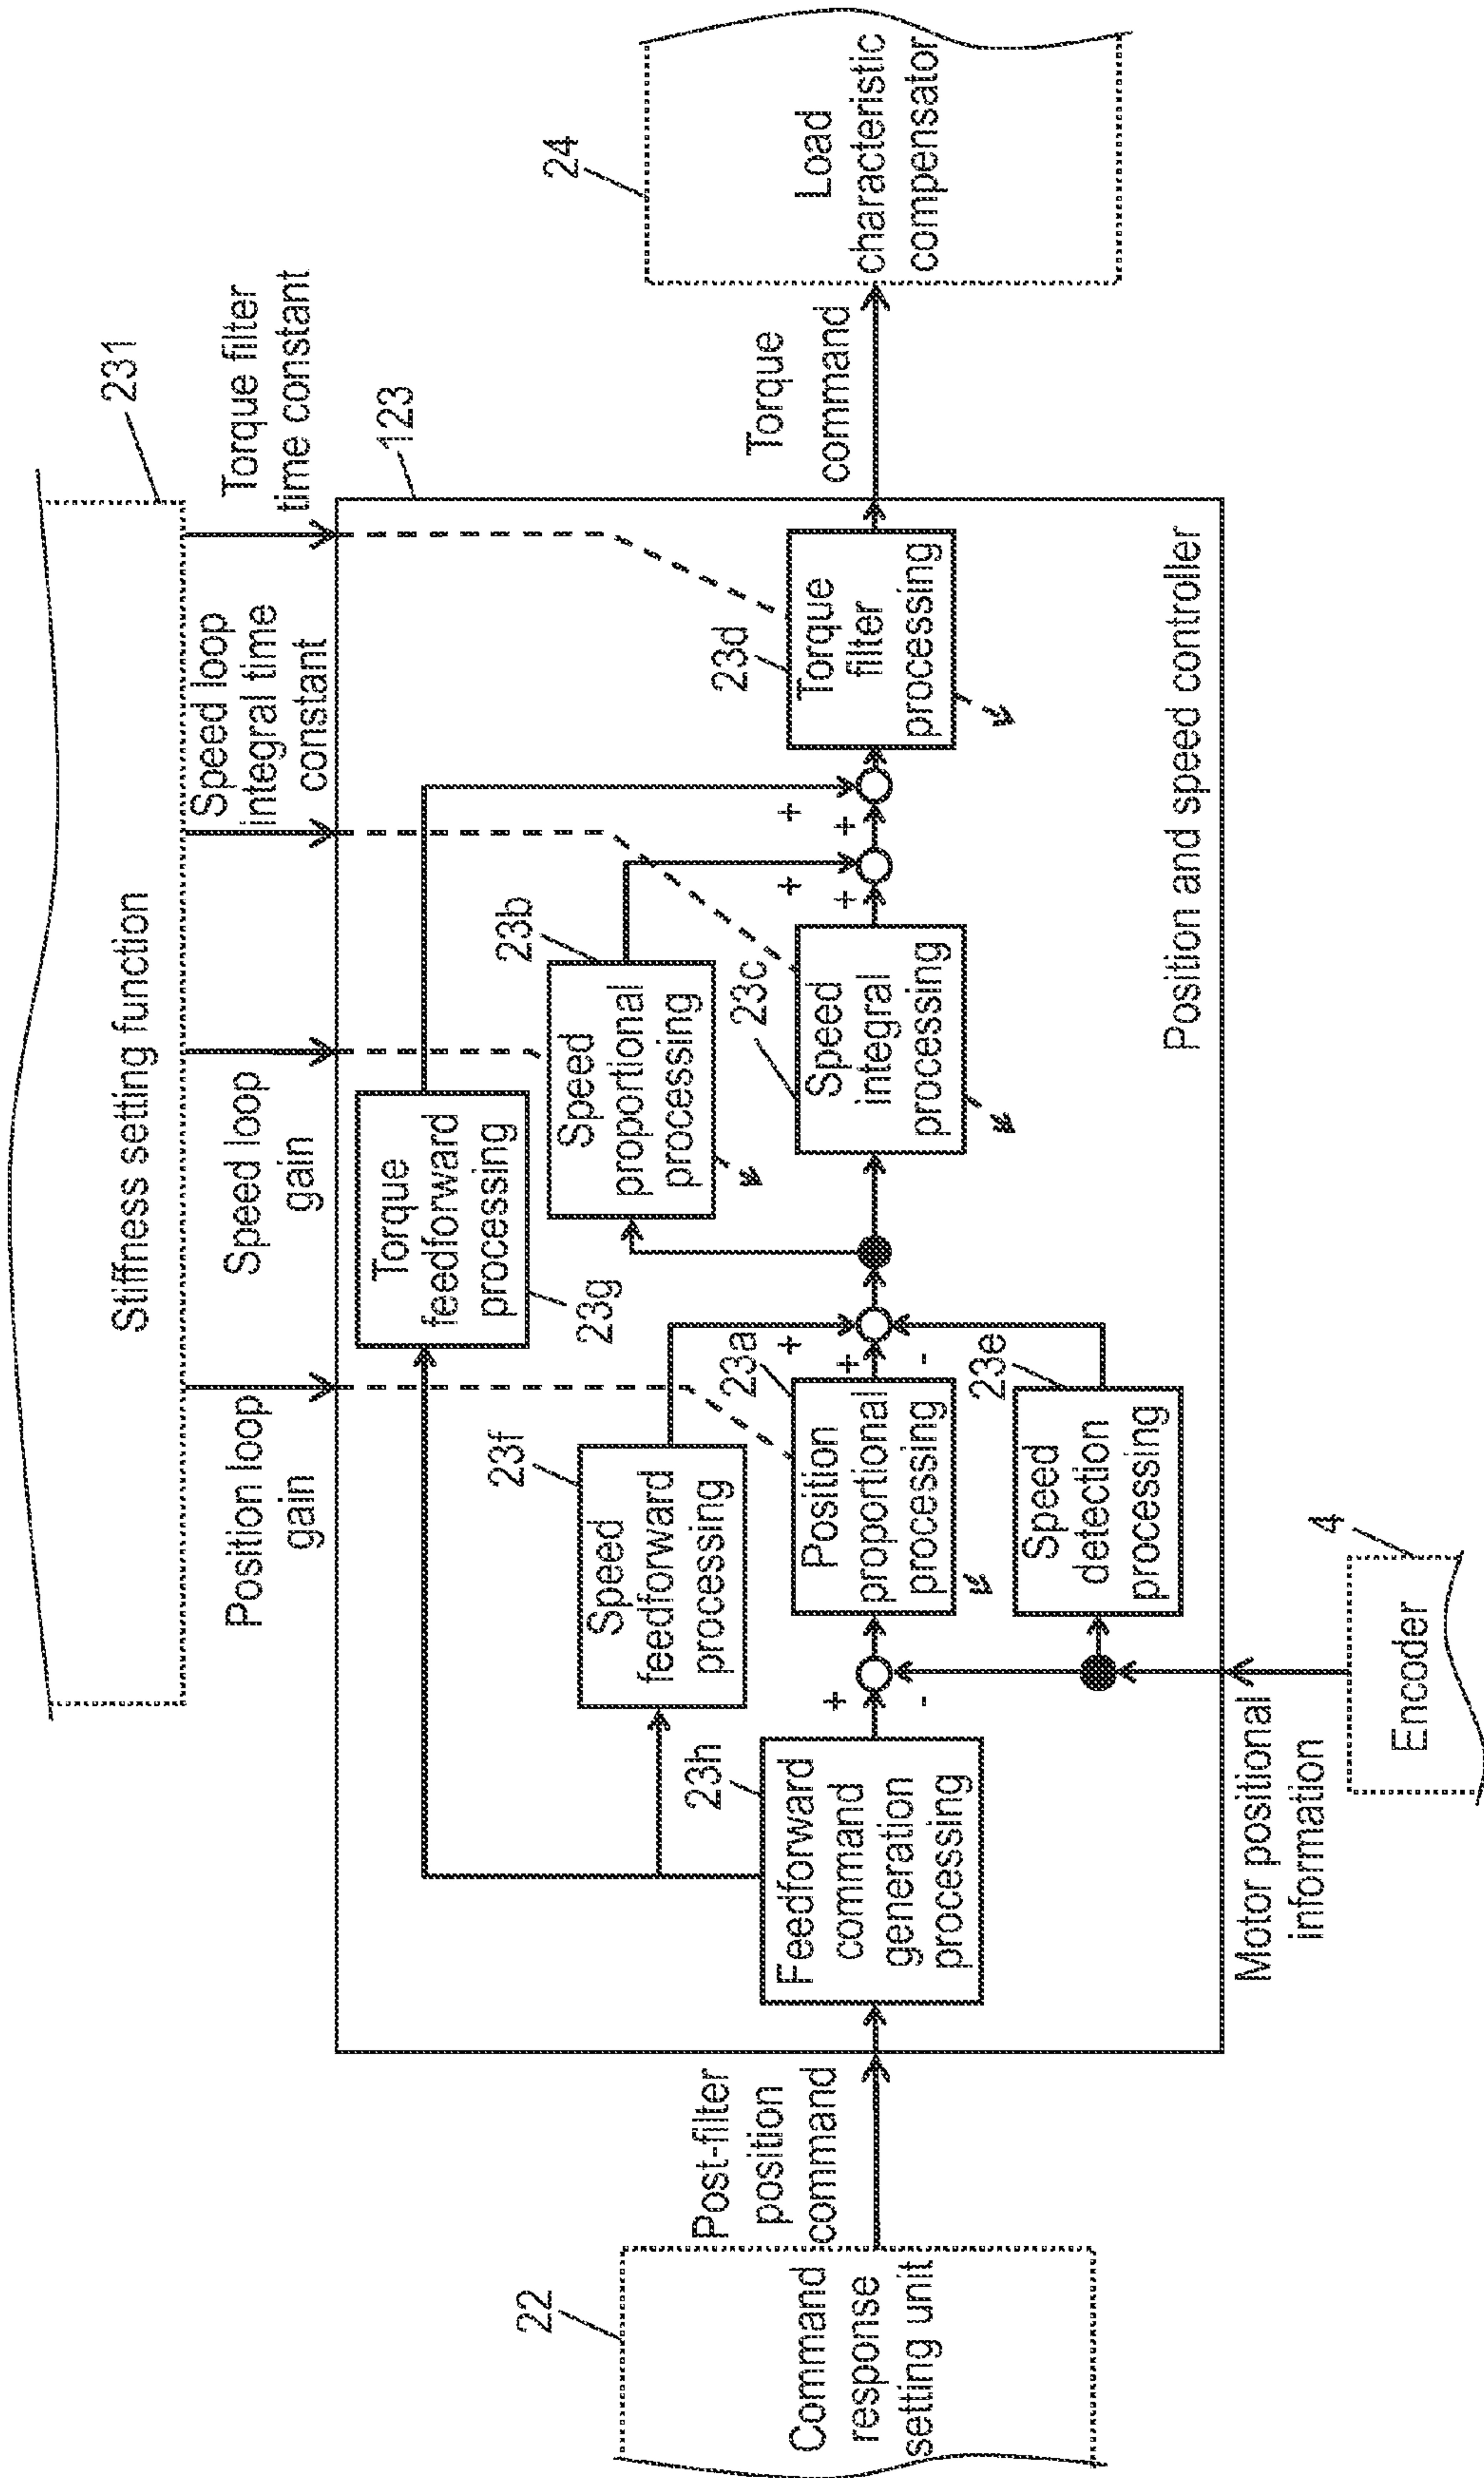 231
Stiffness setting function
Position loop
gain
Speed loop
gain
Speed loop
integral time
constant
Torque filter
time constant
123
22
Command
response
setting unit
Post-filter
position
command
23h
Feedforward
command
generation
processing
23f
Speed
feedforward
processing
Torque
feedforward
processing
23g
23a
Position
proportional
processing
23e
Speed
detection
processing
23b
Speed
proportional
processing
23c
Speed
integral
processing
23d
Torque
filter
processing
+
-
+
+
-
+
+
+
+
Position and speed controller
Torque
command
24
Load
characteristic
compensator
Motor positional
information
4
Encoder